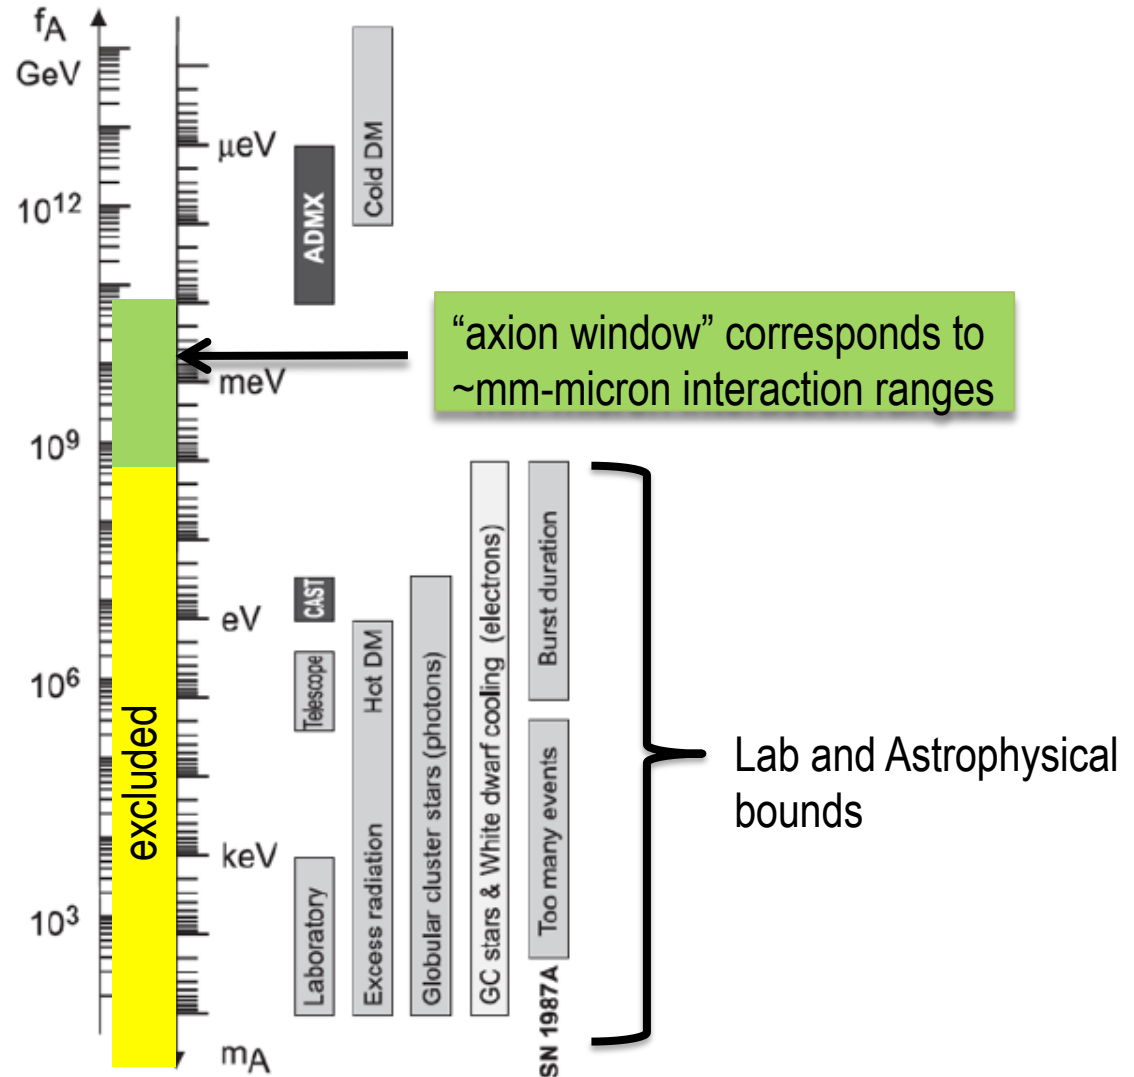 fA
GeV
10¹²
10⁹
10⁶
10³
excluded
μeV
meV
eV
keV
mA
ADMX
Cold DM
“axion window” corresponds to
~mm-micron interaction ranges
CAST
Telescope
Laboratory
Hot DM
Excess radiation
Globular cluster stars (photons)
GC stars & White dwarf cooling (electrons)
Burst duration
Too many events
SN 1987A
Lab and Astrophysical
bounds